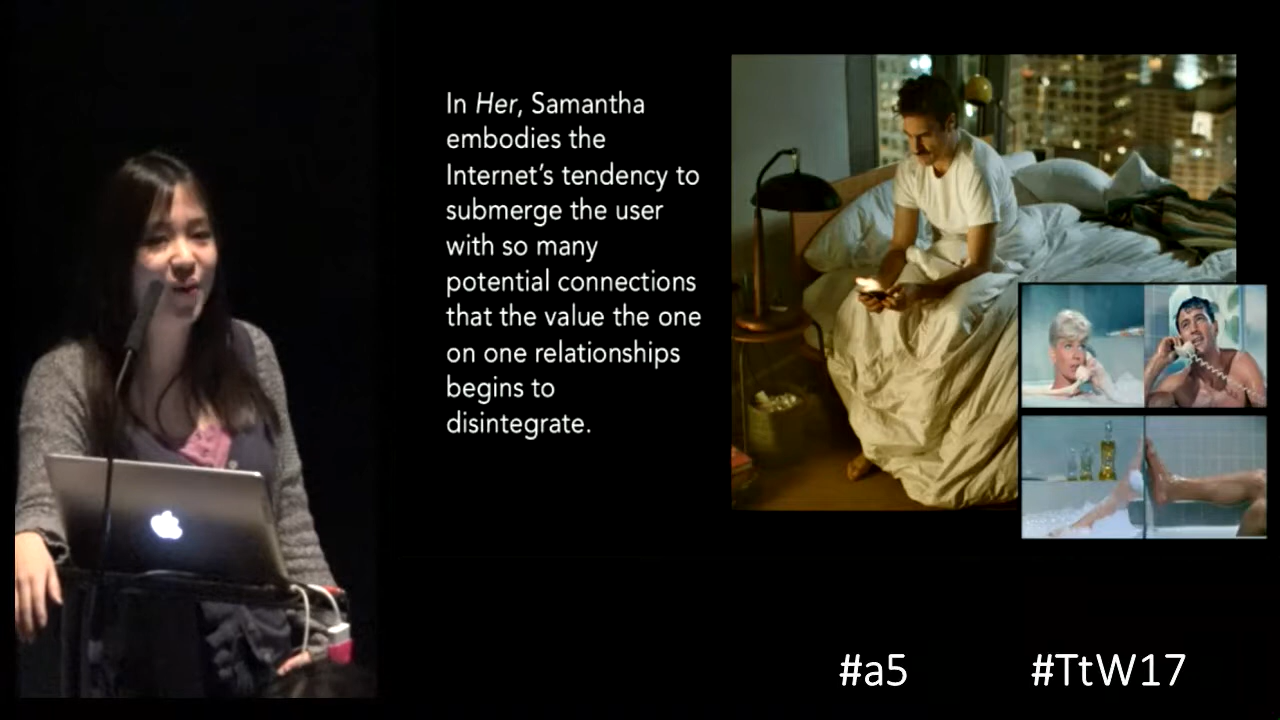 In Her, Samantha
embodies the
Internet's tendency to
submerge the user
with so many
potential connections
that the value the one
on one relationships
begins to
disintegrate.
#a5 #TtW17